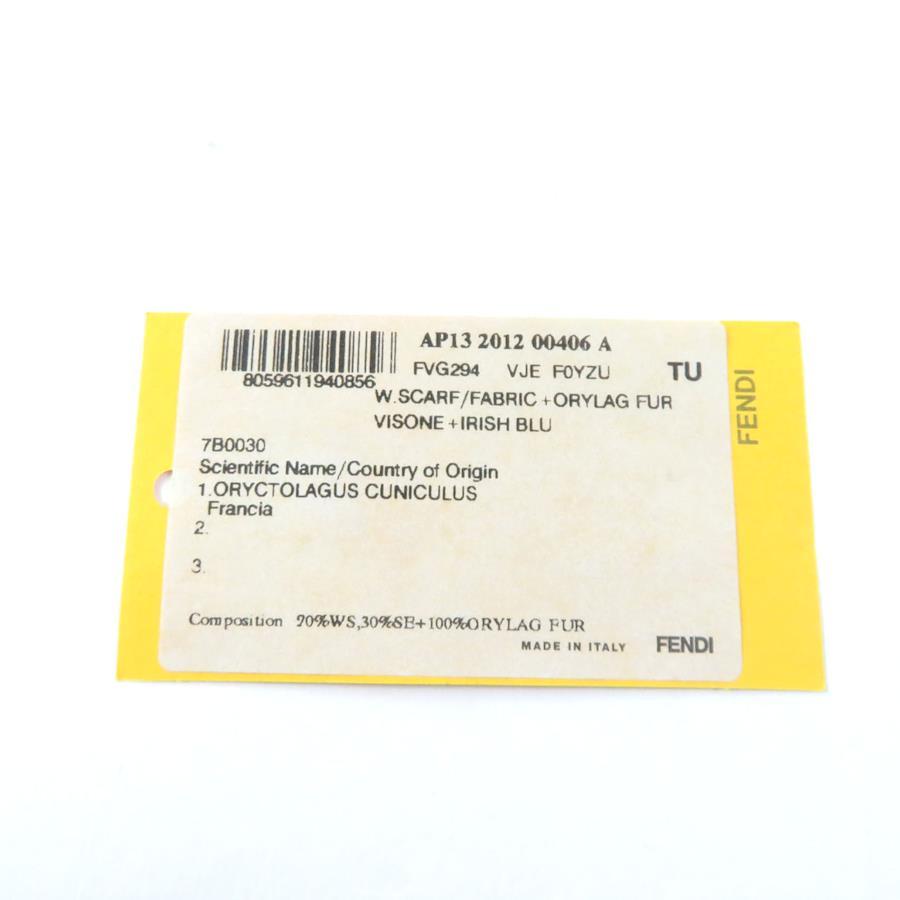 AP13 2012 00406 A
8059611940856
FVG294 VJE F0YZU TU
W.SCARF/FABRIC+ORYLAG FUR
VISONE+IRISH BLU
7B0030
Scientific Name/Country of Origin
1.ORYCTOLAGUS CUNICULUS
Francia
2.
3.
Composition 70%WS,30%SE+100%ORYLAG FUR
MADE IN ITALY FENDI
FENDI